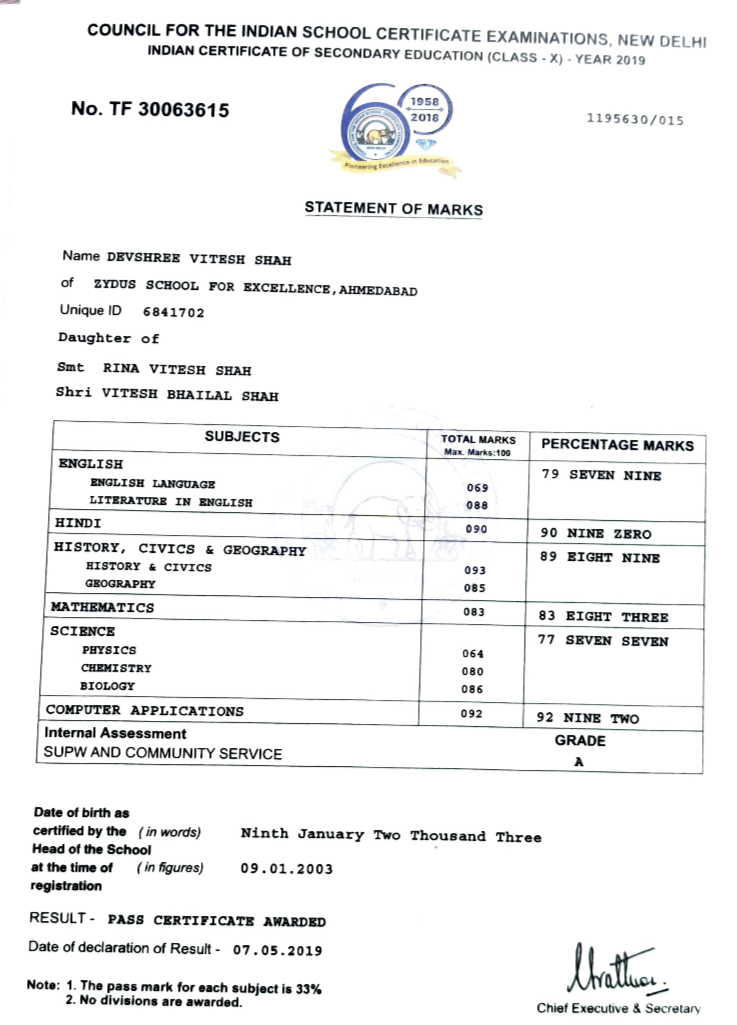 COUNCIL FOR THE INDIAN SCHOOL CERTIFICATE EXAMINATIONS, NEW DELHI
INDIAN CERTIFICATE OF SECONDARY EDUCATION (CLASS - X) - YEAR 2019
No. TF 30063615
1958
2018
Pioneering Excellence in Education
1195630/015
STATEMENT OF MARKS
Name DEVSHREE VITESH SHAH
of ZYDUS SCHOOL FOR EXCELLENCE,AHMEDABAD
Unique ID 6841702
Daughter of
Smt RINA VITESH SHAH
Shri VITESH BHAILAL SHAH
SUBJECTS TOTAL MARKS Max. Marks:100 PERCENTAGE MARKS
ENGLISH 79 SEVEN NINE
ENGLISH LANGUAGE 069
LITERATURE IN ENGLISH 088
HINDI 090 90 NINE ZERO
HISTORY, CIVICS & GEOGRAPHY 89 EIGHT NINE
HISTORY & CIVICS 093
GEOGRAPHY 085
MATHEMATICS 083 83 EIGHT THREE
SCIENCE 77 SEVEN SEVEN
PHYSICS 064
CHEMISTRY 080
BIOLOGY 086
COMPUTER APPLICATIONS 092 92 NINE TWO
Internal Assessment GRADE
SUPW AND COMMUNITY SERVICE A
Date of birth as
certified by the (in words) Ninth January Two Thousand Three
Head of the School
at the time of (in figures) 09.01.2003
registration
RESULT - PASS CERTIFICATE AWARDED
Date of declaration of Result - 07.05.2019
Note: 1. The pass mark for each subject is 33%
2. No divisions are awarded.
Chief Executive & Secretary